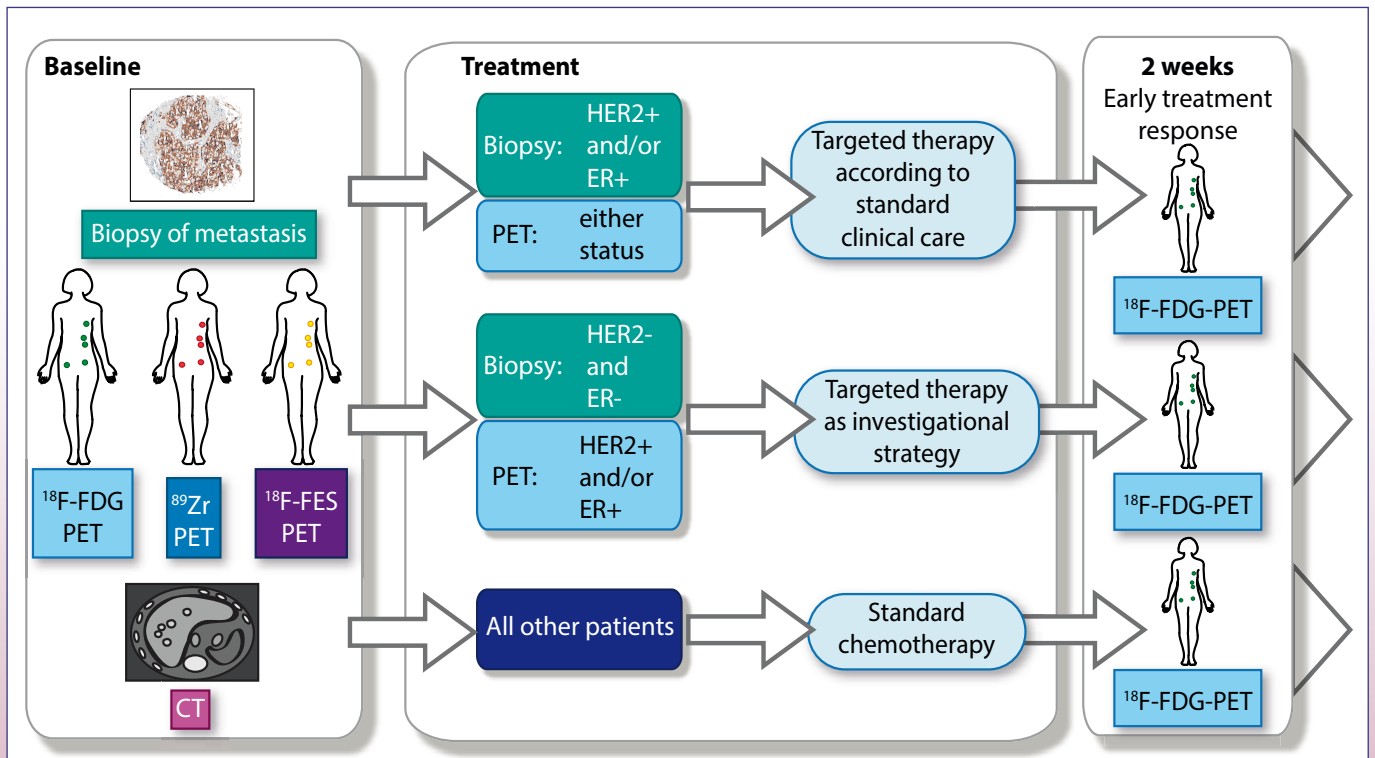 Baseline
Biopsy of metastasis
¹⁸F-FDG
PET
⁸⁹Zr
PET
¹⁸F-FES
PET
CT
Treatment
Biopsy: HER2+
and/or
ER+
PET: either
status
Targeted therapy
according to
standard
clinical care
Biopsy: HER2-
and
ER-
PET: HER2+
and/or
ER+
Targeted therapy
as investigational
strategy
All other patients
Standard
chemotherapy
2 weeks
Early treatment
response
¹⁸F-FDG-PET
¹⁸F-FDG-PET
¹⁸F-FDG-PET